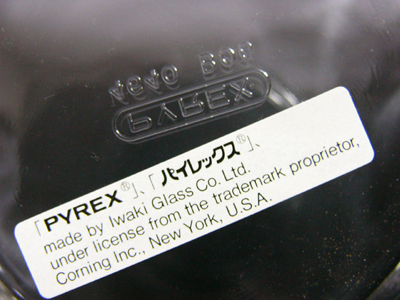 PYREX
「PYREX®」、「パイレックス®」、
made by Iwaki Glass Co. Ltd.
under license from the trademark proprietor,
Corning Inc., New York, U.S.A.